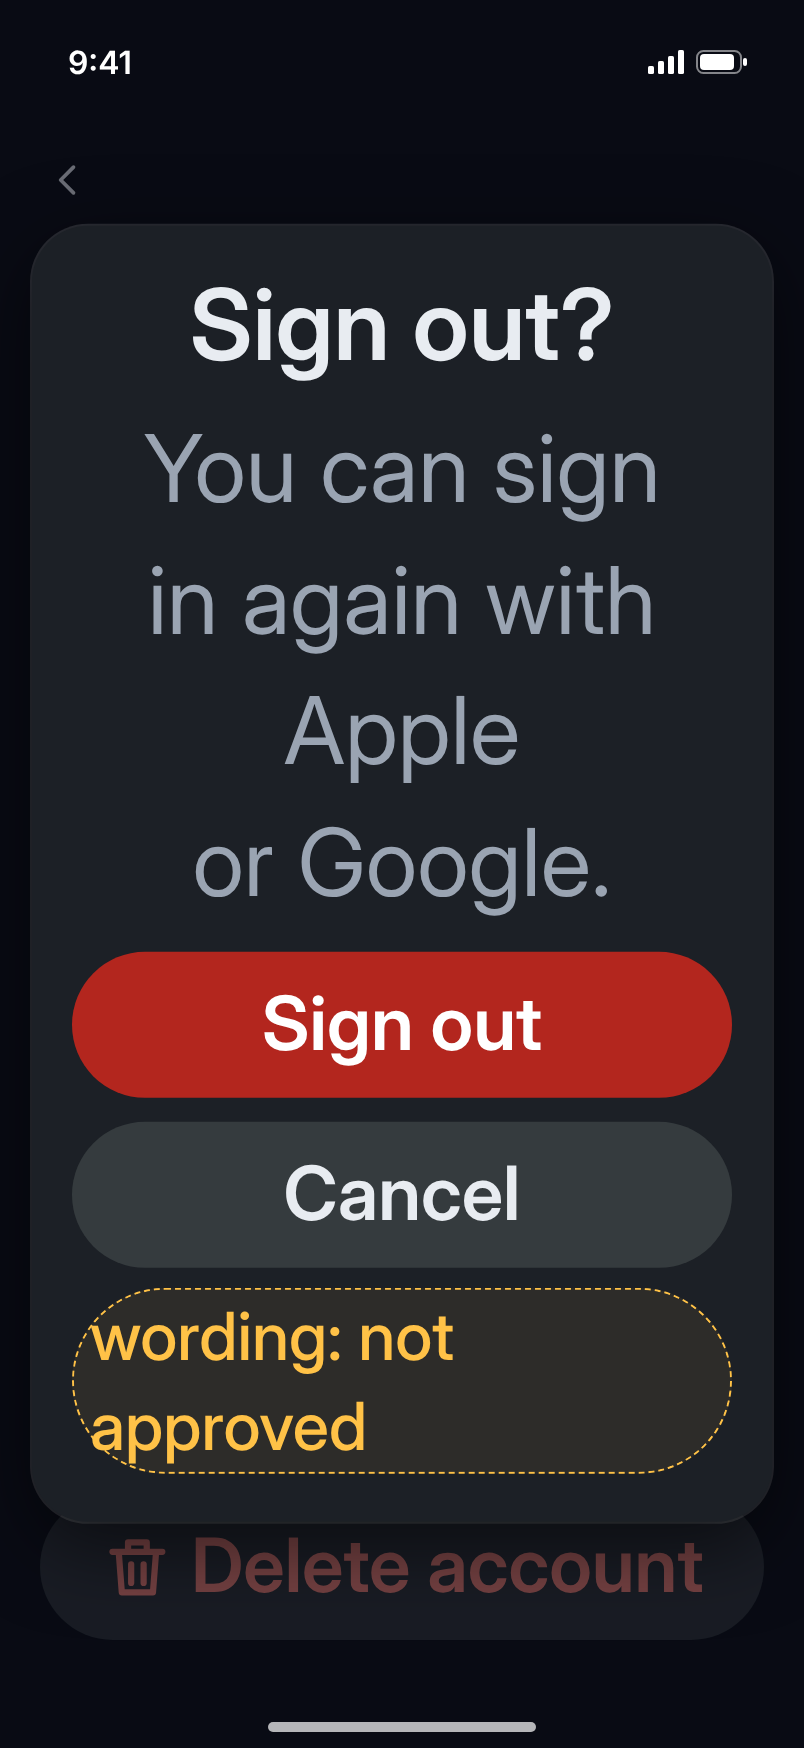 9:41
Sign out?
You can sign
in again with
Apple
or Google.
Sign out
Cancel
wording: not
approved
Delete account